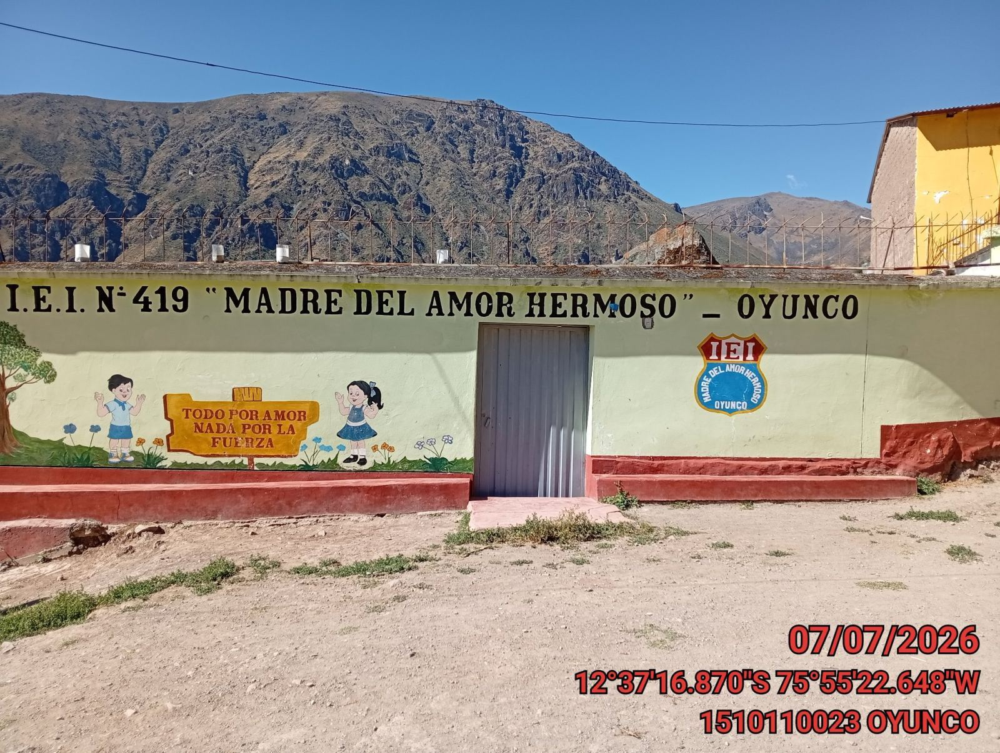 I.E.I. Nº 419 "MADRE DEL AMOR HERMOSO" – OYUNCO
IEI
MADRE DEL AMOR HERMOSO
OYUNCO
TODO POR AMOR
NADA POR LA
FUERZA
07/07/2026
12°37'16.870"S 75°55'22.648"W
1510110023 OYUNCO